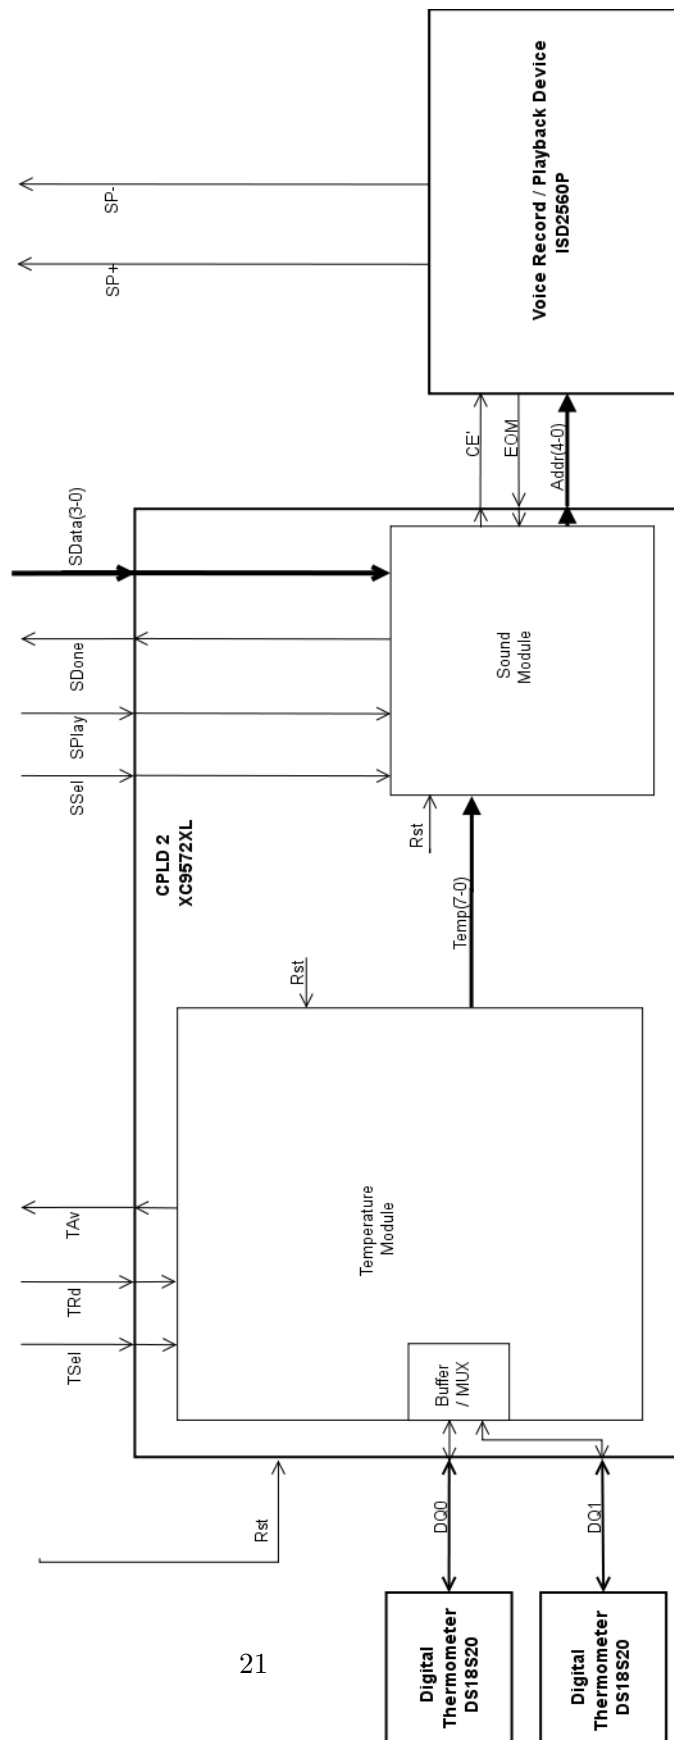 SP-
SP+
Voice Record / Playback Device
ISD2560P
CE'
EOM
Addr(4-0)
SData(3-0)
SDone
SPlay
SSel
Sound
Module
Rst
CPLD 2
XC9572XL
Temp(7-0)
Rst
TAv
TRd
TSel
Temperature
Module
Buffer
/ MUX
Rst
DQ0
DQ1
Digital
Thermometer
DS18S20
Digital
Thermometer
DS18S20
21